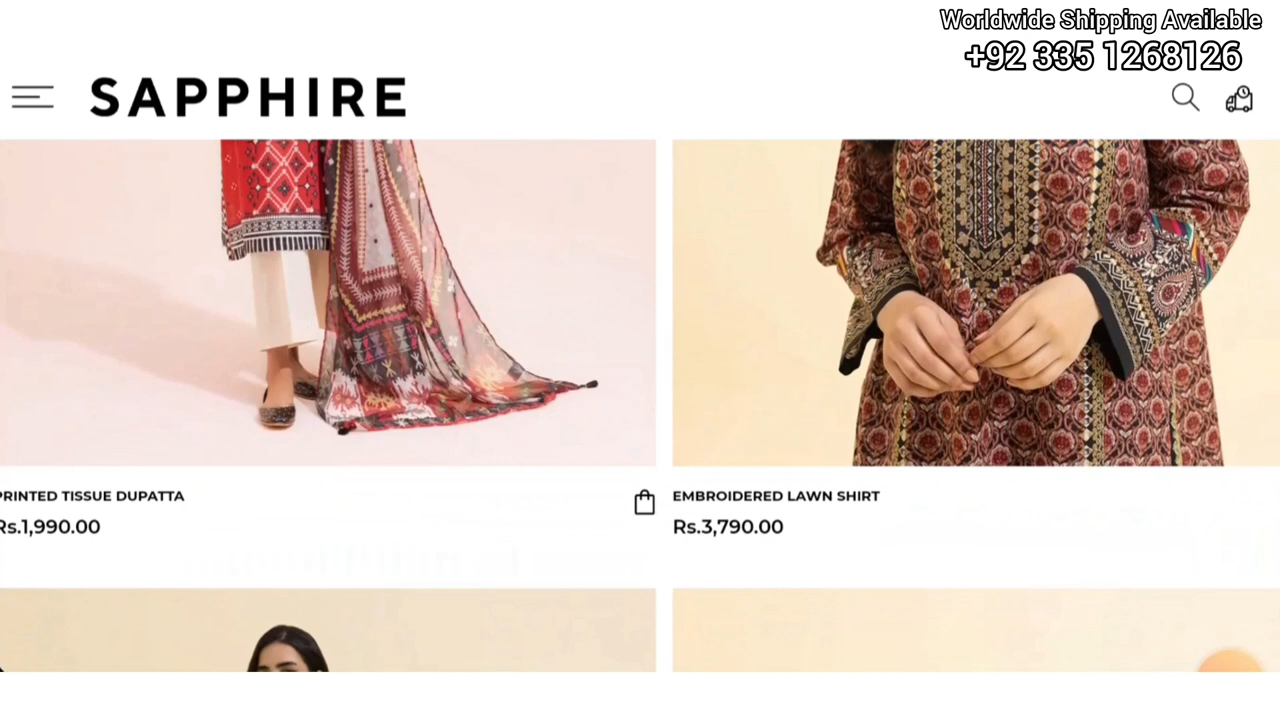 Worldwide Shipping Available
+92 335 1268126
SAPPHIRE
PRINTED TISSUE DUPATTA
Rs.1,990.00
EMBROIDERED LAWN SHIRT
Rs.3,790.00